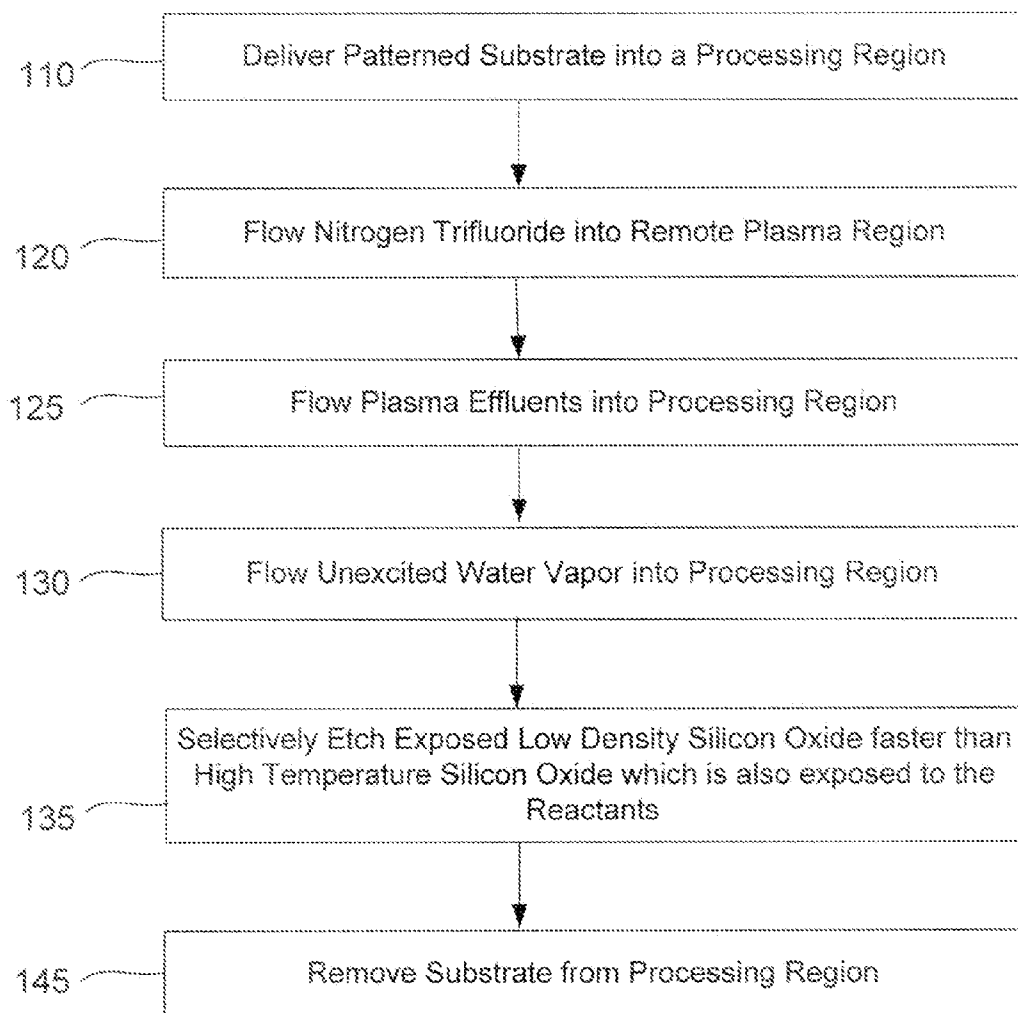 110
Deliver Patterned Substrate into a Processing Region
120
Flow Nitrogen Trifluoride into Remote Plasma Region
125
Flow Plasma Effluents into Processing Region
130
Flow Unexcited Water Vapor into Processing Region
135
Selectively Etch Exposed Low Density Silicon Oxide faster than
High Temperature Silicon Oxide which is also exposed to the
Reactants
145
Remove Substrate from Processing Region